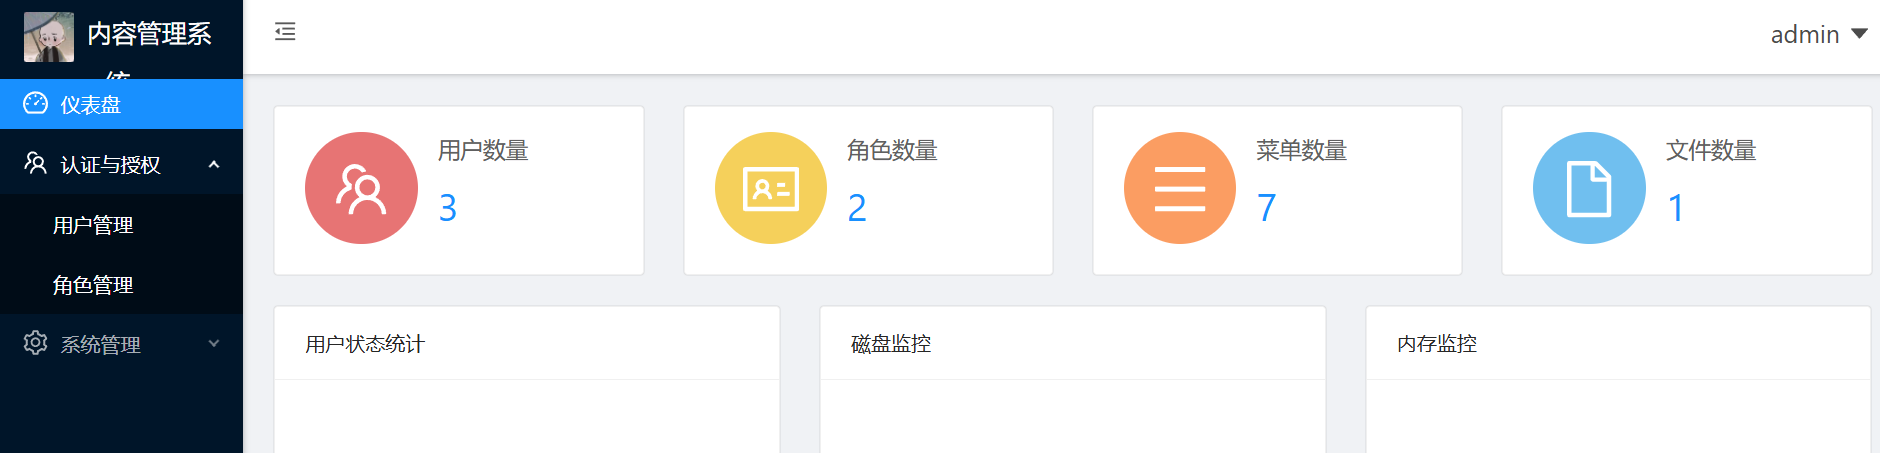 内容管理系
统
仪表盘
认证与授权
用户管理
角色管理
系统管理
admin
用户数量
3
角色数量
2
菜单数量
7
文件数量
1
用户状态统计
磁盘监控
内存监控